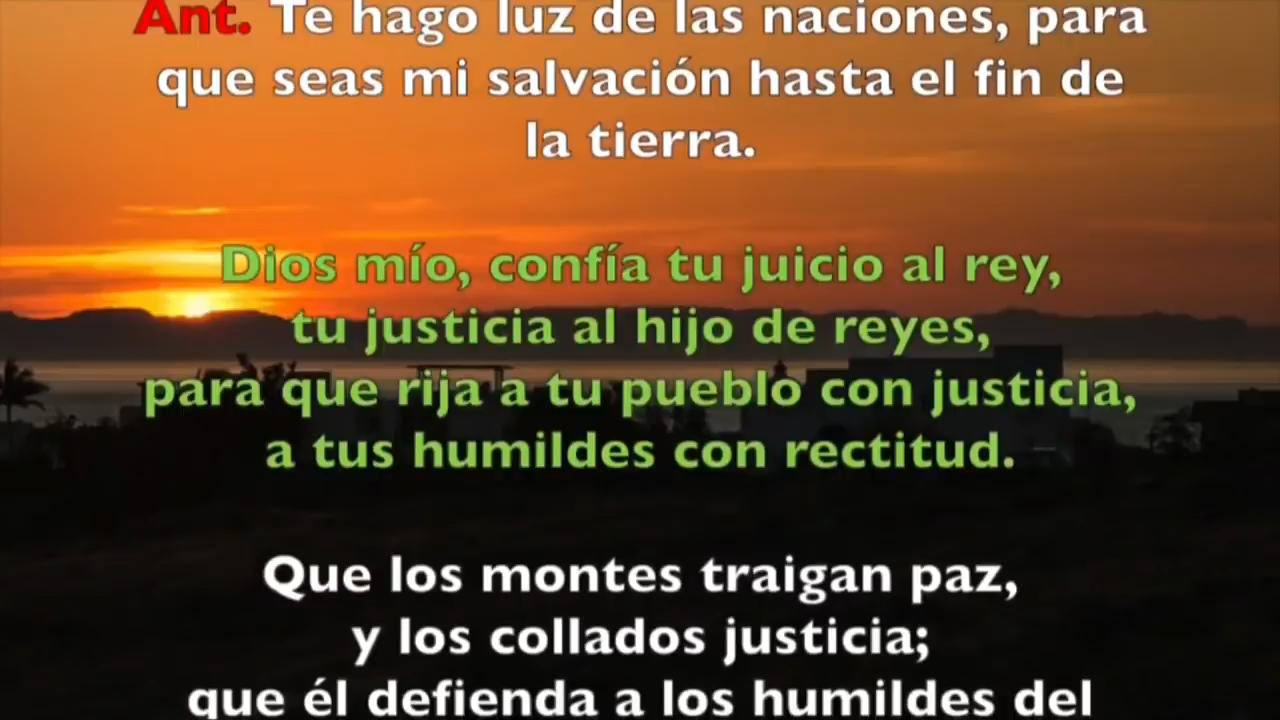 Ant. Te hago luz de las naciones, para
que seas mi salvación hasta el fin de
la tierra.
Dios mío, confía tu juicio al rey,
tu justicia al hijo de reyes,
para que rija a tu pueblo con justicia,
a tus humildes con rectitud.
Que los montes traigan paz,
y los collados justicia;
que él defienda a los humildes del